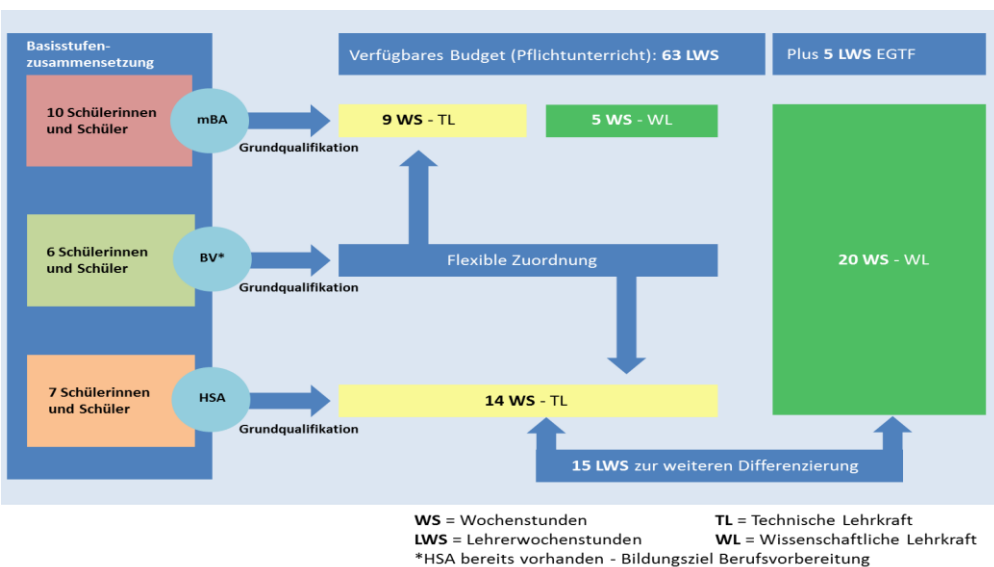 Basisstufen-
zusammensetzung
Verfügbares Budget (Pflichtunterricht): 63 LWS
Plus 5 LWS EGTF
10 Schülerinnen
und Schüler
mBA
Grundqualifikation
9 WS - TL
5 WS - WL
6 Schülerinnen
und Schüler
BV*
Grundqualifikation
Flexible Zuordnung
20 WS - WL
7 Schülerinnen
und Schüler
HSA
Grundqualifikation
14 WS - TL
15 LWS zur weiteren Differenzierung
WS = Wochenstunden
TL = Technische Lehrkraft
LWS = Lehrerwochenstunden
WL = Wissenschaftliche Lehrkraft
*HSA bereits vorhanden - Bildungsziel Berufsvorbereitung